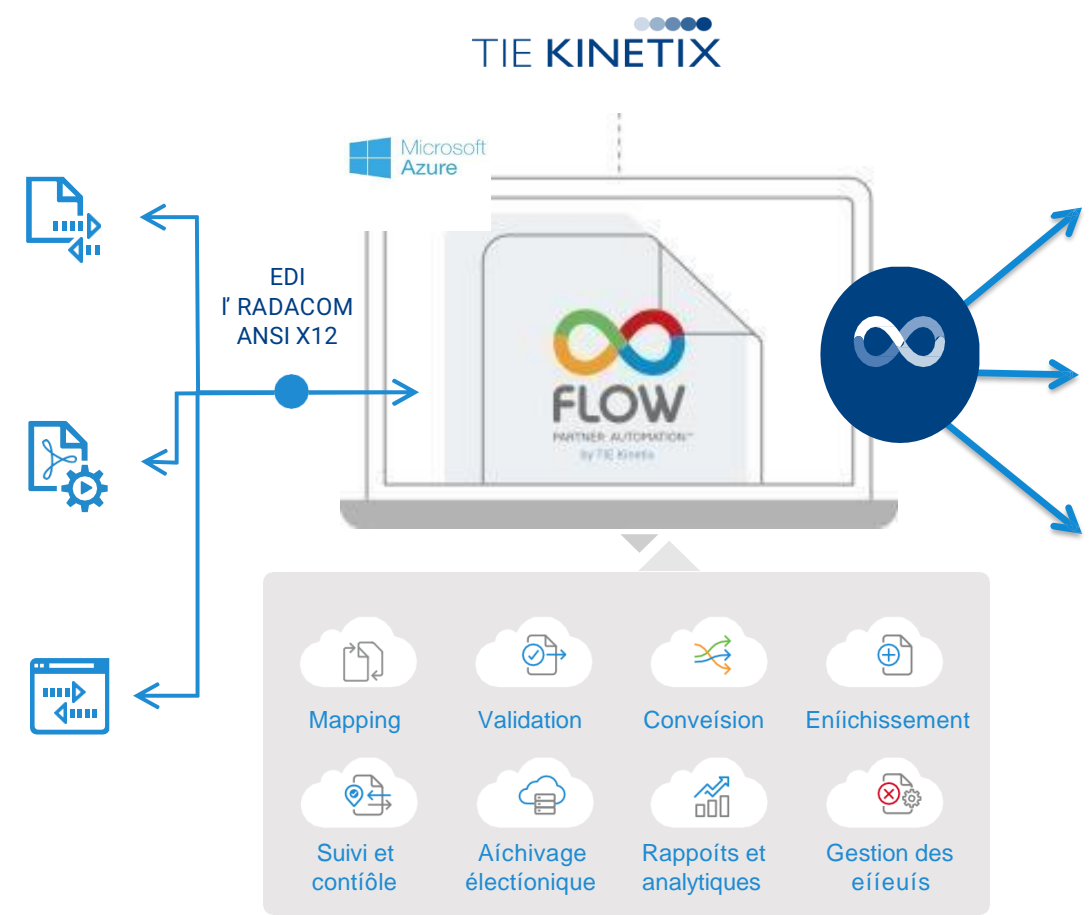 TIE KINETIX
Microsoft
Azure
EDI
l' RADACOM
ANSI X12
FLOW
PARTNER AUTOMATION™
by TIE Kinetix
Mapping
Validation
Conveísion
Eníichissement
Suivi et
contíôle
Aíchivage
électíonique
Rappoíts et
analytiques
Gestion des
eííeuís